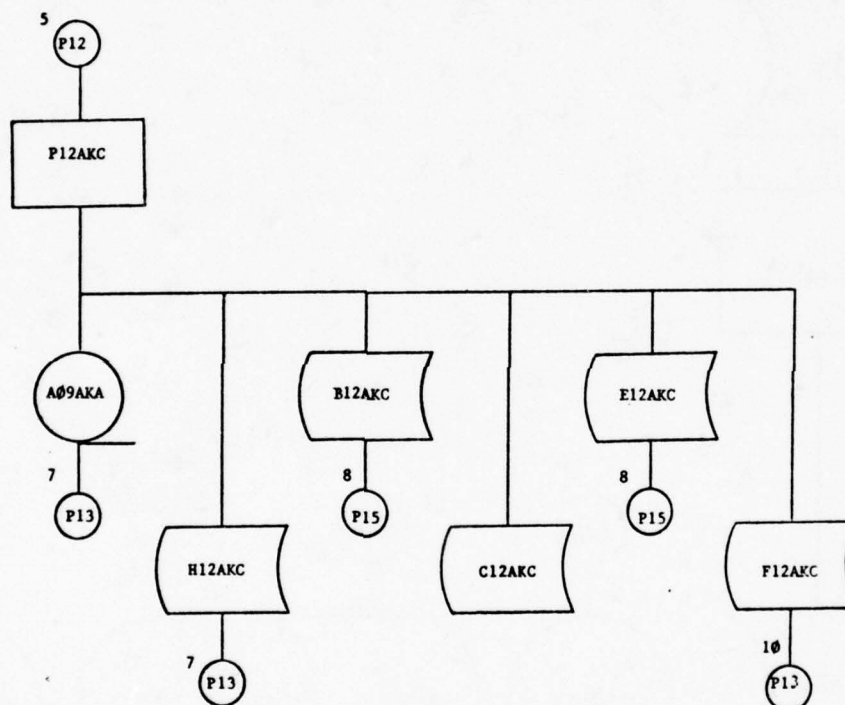 5
P12
P12AKC
AØ9AKA
B12AKC
E12AKC
7
P13
8
P15
8
P15
H12AKC
C12AKC
F12AKC
7
P13
1Ø
P13